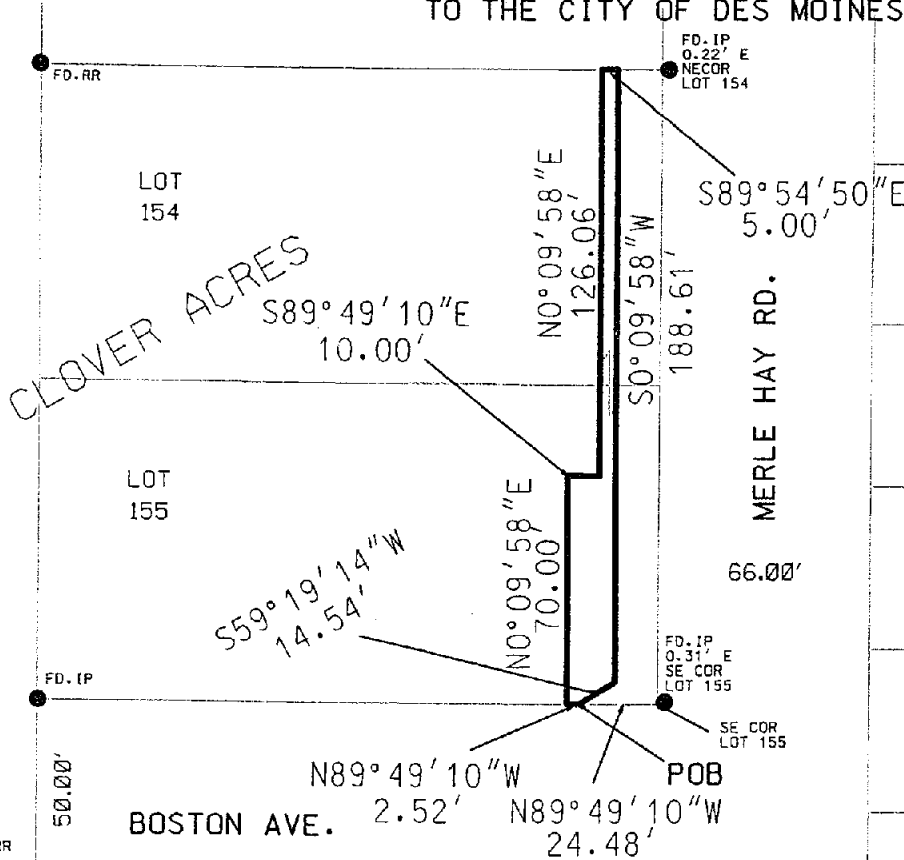 TO THE CITY OF DES MOINES
FD.RR
FD.IP
0.22' E
NECOR
LOT 154
LOT
154
S89°54'50"E
5.00'
N0°09'58"E
126.06'
S0°09'58"W
188.61'
CLOVER ACRES
S89°49'10"E
10.00'
MERLE HAY RD.
LOT
155
N0°09'58"E
70.00'
66.00'
S59°19'14"W
14.54'
FD.IP
FD.IP
0.31' E
SE COR
LOT 155
SE COR
LOT 155
N89°49'10"W
2.52'
POB
N89°49'10"W
24.48'
50.00'
BOSTON AVE.
RR